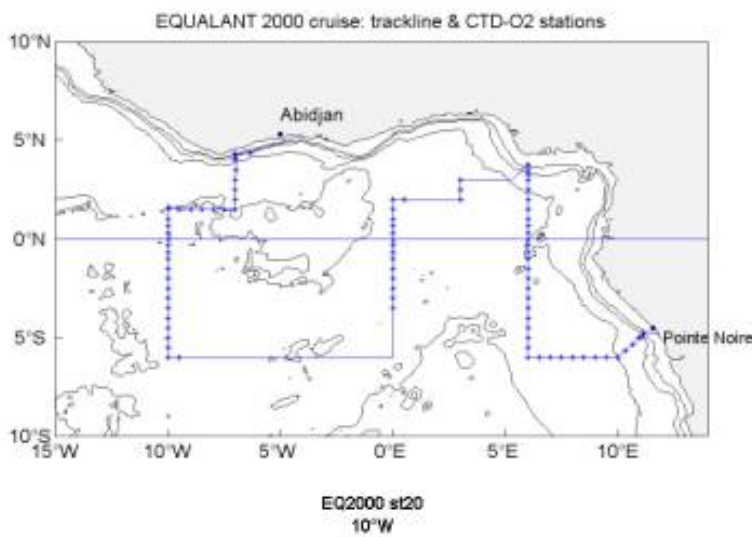 EQUALANT 2000 cruise: trackline & CTD-O2 stations
10°N
Abidjan
5°N
0°N
5°S
Pointe Noire
10°S
15°W 10°W 5°W 0°E 5°E 10°E
EQ2000 st20
10°W